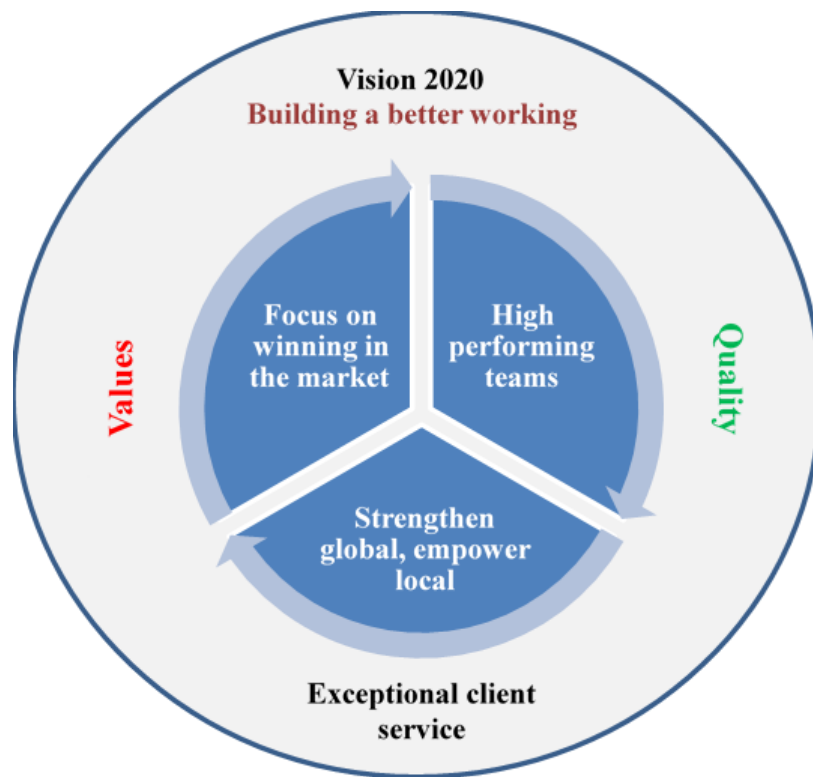 Vision 2020
Building a better working
Values
Focus on
winning in
the market
High
performing
teams
Quality
Strengthen
global, empower
local
Exceptional client
service